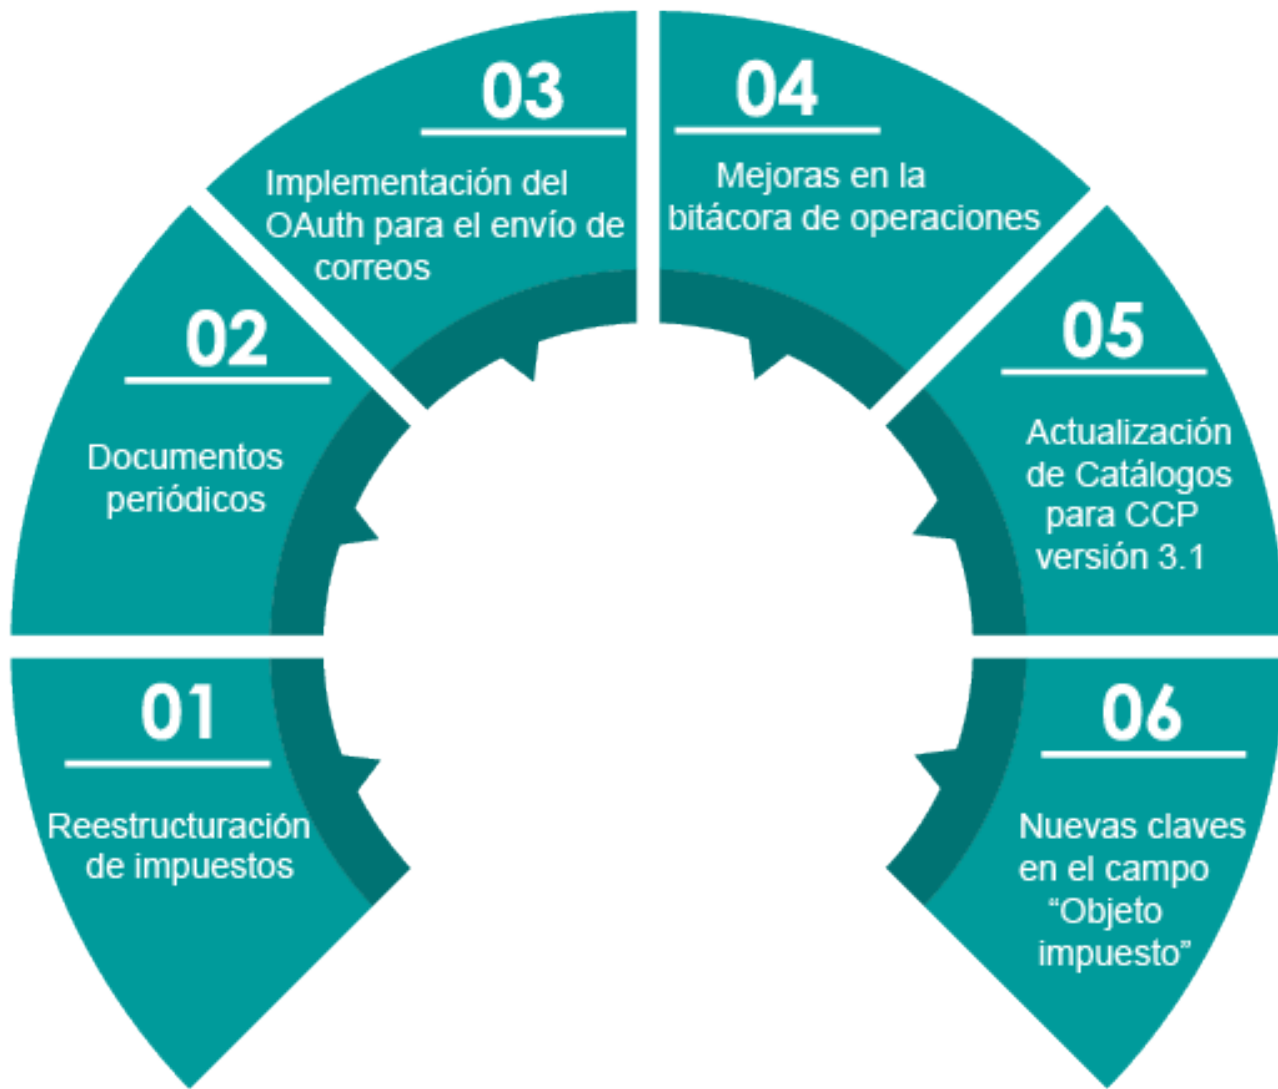 01
Reestructuración
de impuestos
02
Documentos
periódicos
03
Implementación del
OAuth para el envío de
correos
04
Mejoras en la
bitácora de operaciones
05
Actualización
de Catálogos
para CCP
versión 3.1
06
Nuevas claves
en el campo
“Objeto
impuesto”